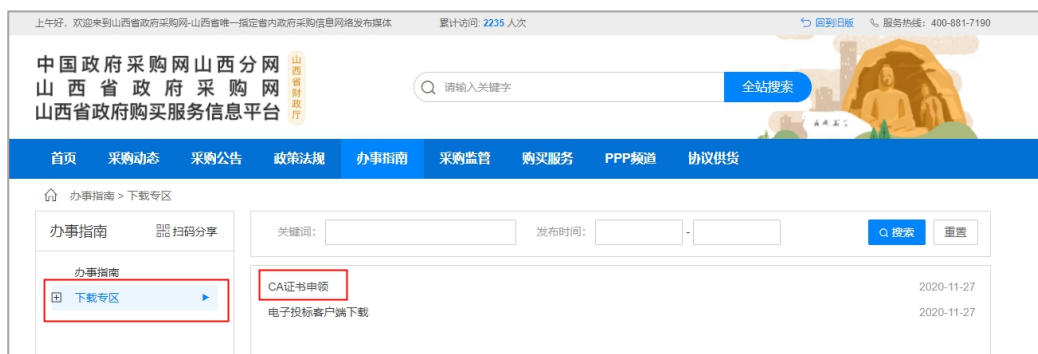 上午好，欢迎来到山西省政府采购网-山西省唯一指定省内政府采购信息网络发布媒体 累计访问: 2235 人次 回到旧版 服务热线: 400-881-7190
中国政府采购网山西分网
山西省政府采购网
山西省政府购买服务信息平台
山西省财政厅
请输入关键字 全站搜索
首页 采购动态 采购公告 政策法规 办事指南 采购监管 购买服务 PPP频道 协议供货
办事指南 > 下载专区
办事指南 扫码分享
关键词: 发布时间: - 搜索 重置
办事指南
下载专区
CA证书申领 2020-11-27
电子投标客户端下载 2020-11-27